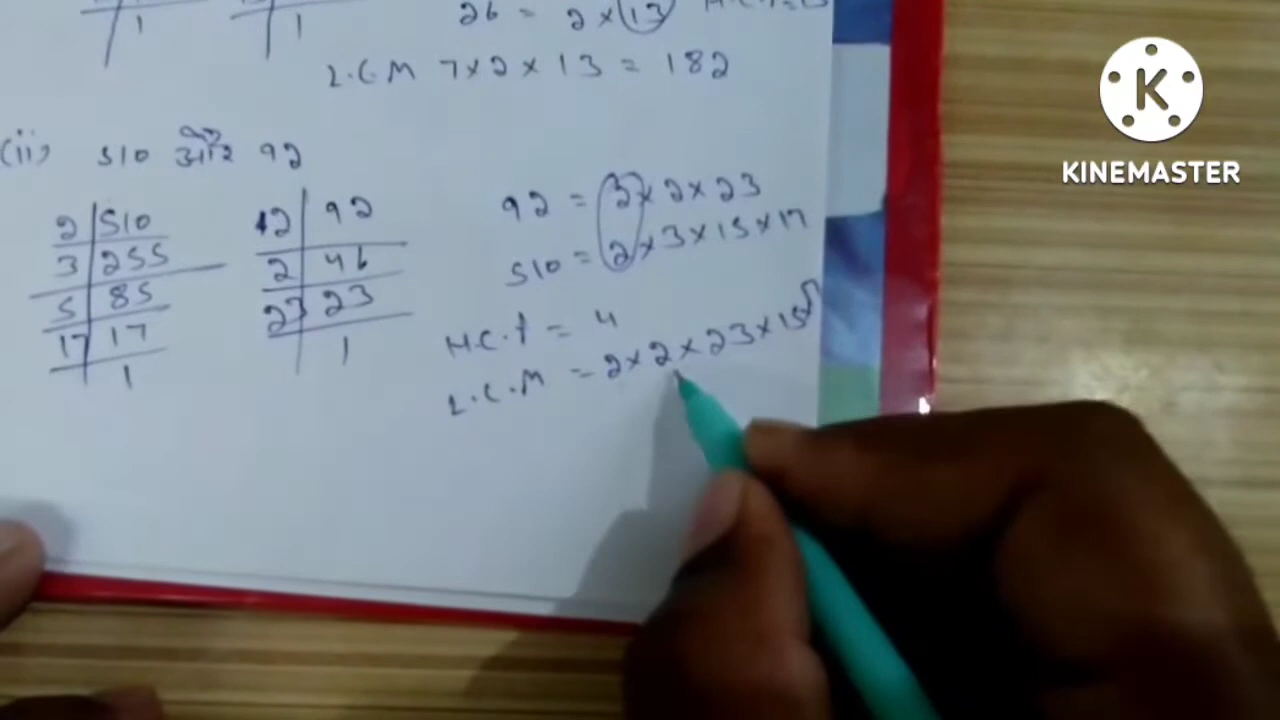 26 = 2 × 13
L.C.M 7×2×13 = 182
(ii) 510 और 92
2 | 510
3 | 255
5 | 85
17 | 17
1
2 | 92
2 | 46
23 | 23
1
92 = 2×2×23
510 = 2×3×15×17
H.C.f = 4
L.C.M = 2×2×23×15
K
KINEMASTER